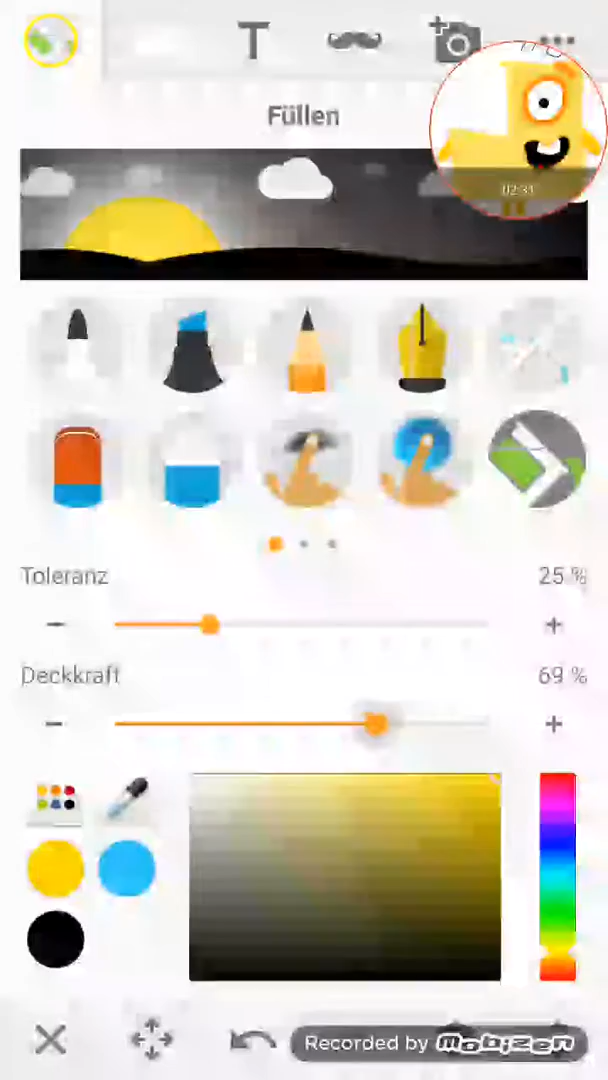 T
Füllen
02:31
Toleranz
25 %
Deckkraft
69 %
Recorded by mobizen